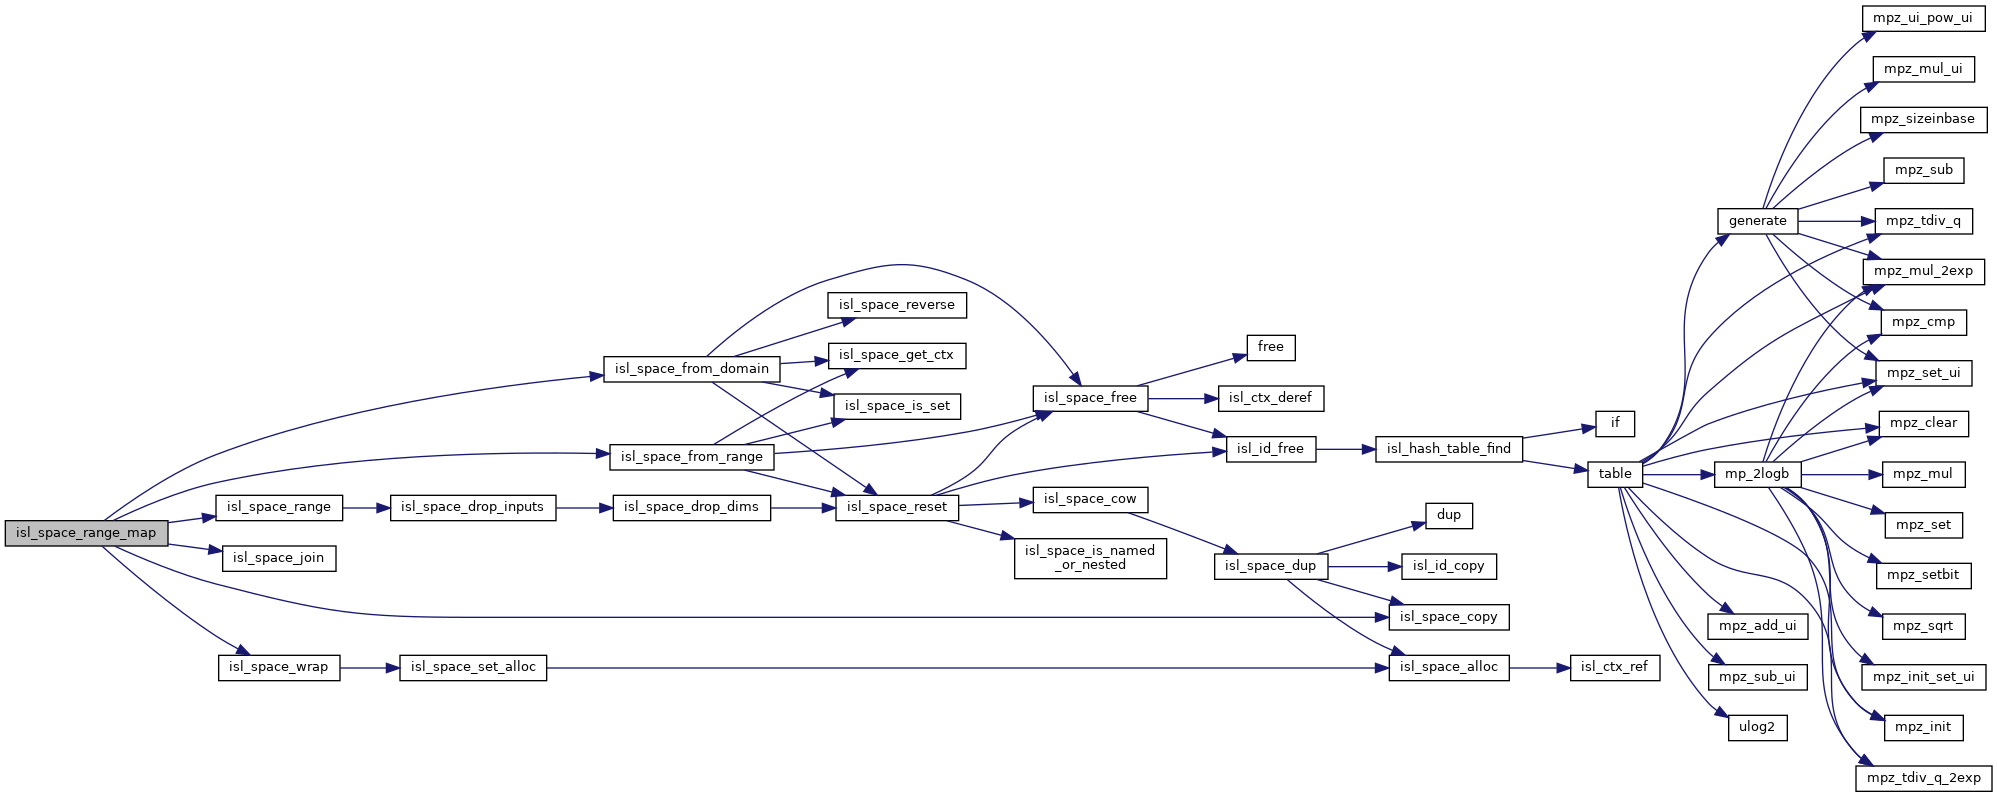 isl_space_range_map
isl_space_from_domain
isl_space_from_range
isl_space_range
isl_space_join
isl_space_wrap
isl_space_drop_inputs
isl_space_set_alloc
isl_space_drop_dims
isl_space_reverse
isl_space_get_ctx
isl_space_is_set
isl_space_reset
isl_space_free
isl_space_cow
isl_space_is_named
_or_nested
free
isl_ctx_deref
isl_id_free
isl_space_dup
isl_hash_table_find
dup
isl_id_copy
isl_space_copy
isl_space_alloc
if
table
isl_ctx_ref
generate
mp_2logb
mpz_add_ui
mpz_sub_ui
ulog2
mpz_ui_pow_ui
mpz_mul_ui
mpz_sizeinbase
mpz_sub
mpz_tdiv_q
mpz_mul_2exp
mpz_cmp
mpz_set_ui
mpz_clear
mpz_mul
mpz_set
mpz_setbit
mpz_sqrt
mpz_init_set_ui
mpz_init
mpz_tdiv_q_2exp